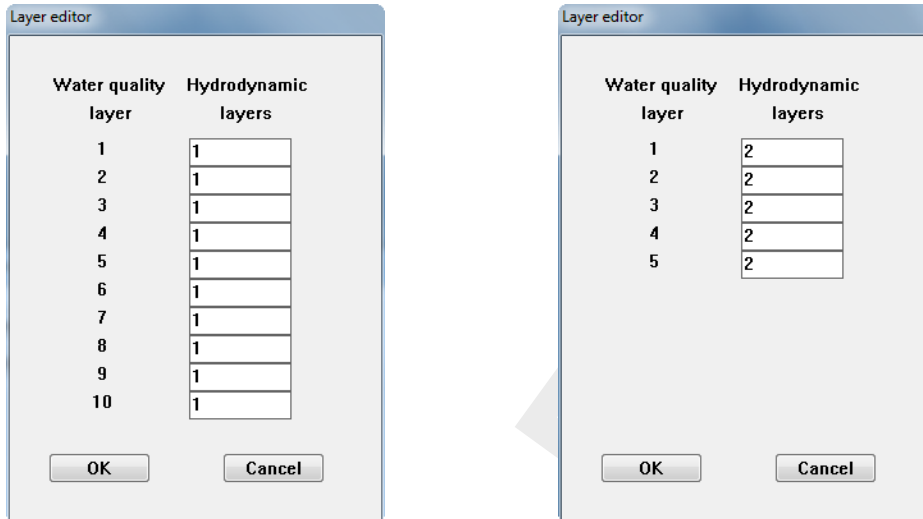 Layer editor
Water quality Hydrodynamic
layer layers
1 1
2 1
3 1
4 1
5 1
6 1
7 1
8 1
9 1
10 1
OK Cancel
Layer editor
Water quality Hydrodynamic
layer layers
1 2
2 2
3 2
4 2
5 2
OK Cancel